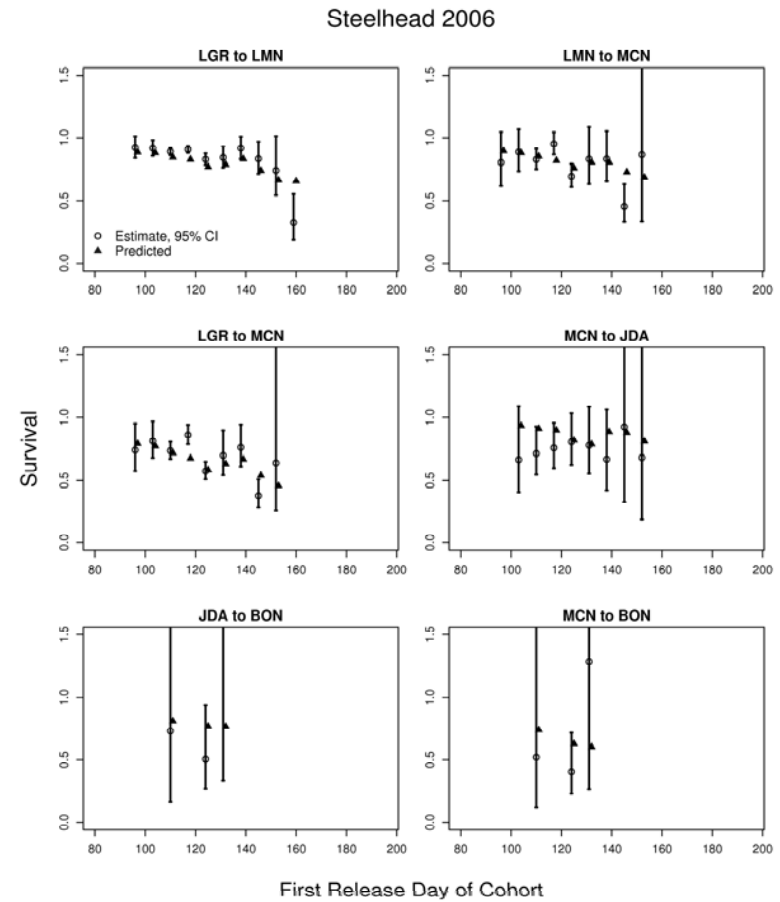 Steelhead 2006
LGR to LMN
LMN to MCN
1.5
1.0
0.5
0.0
Estimate, 95% CI
Predicted
80 100 120 140 160 180 200
1.5
1.0
0.5
0.0
80 100 120 140 160 180 200
LGR to MCN
MCN to JDA
1.5
1.0
0.5
0.0
80 100 120 140 160 180 200
1.5
1.0
0.5
0.0
80 100 120 140 160 180 200
Survival
JDA to BON
MCN to BON
1.5
1.0
0.5
0.0
80 100 120 140 160 180 200
1.5
1.0
0.5
0.0
80 100 120 140 160 180 200
First Release Day of Cohort